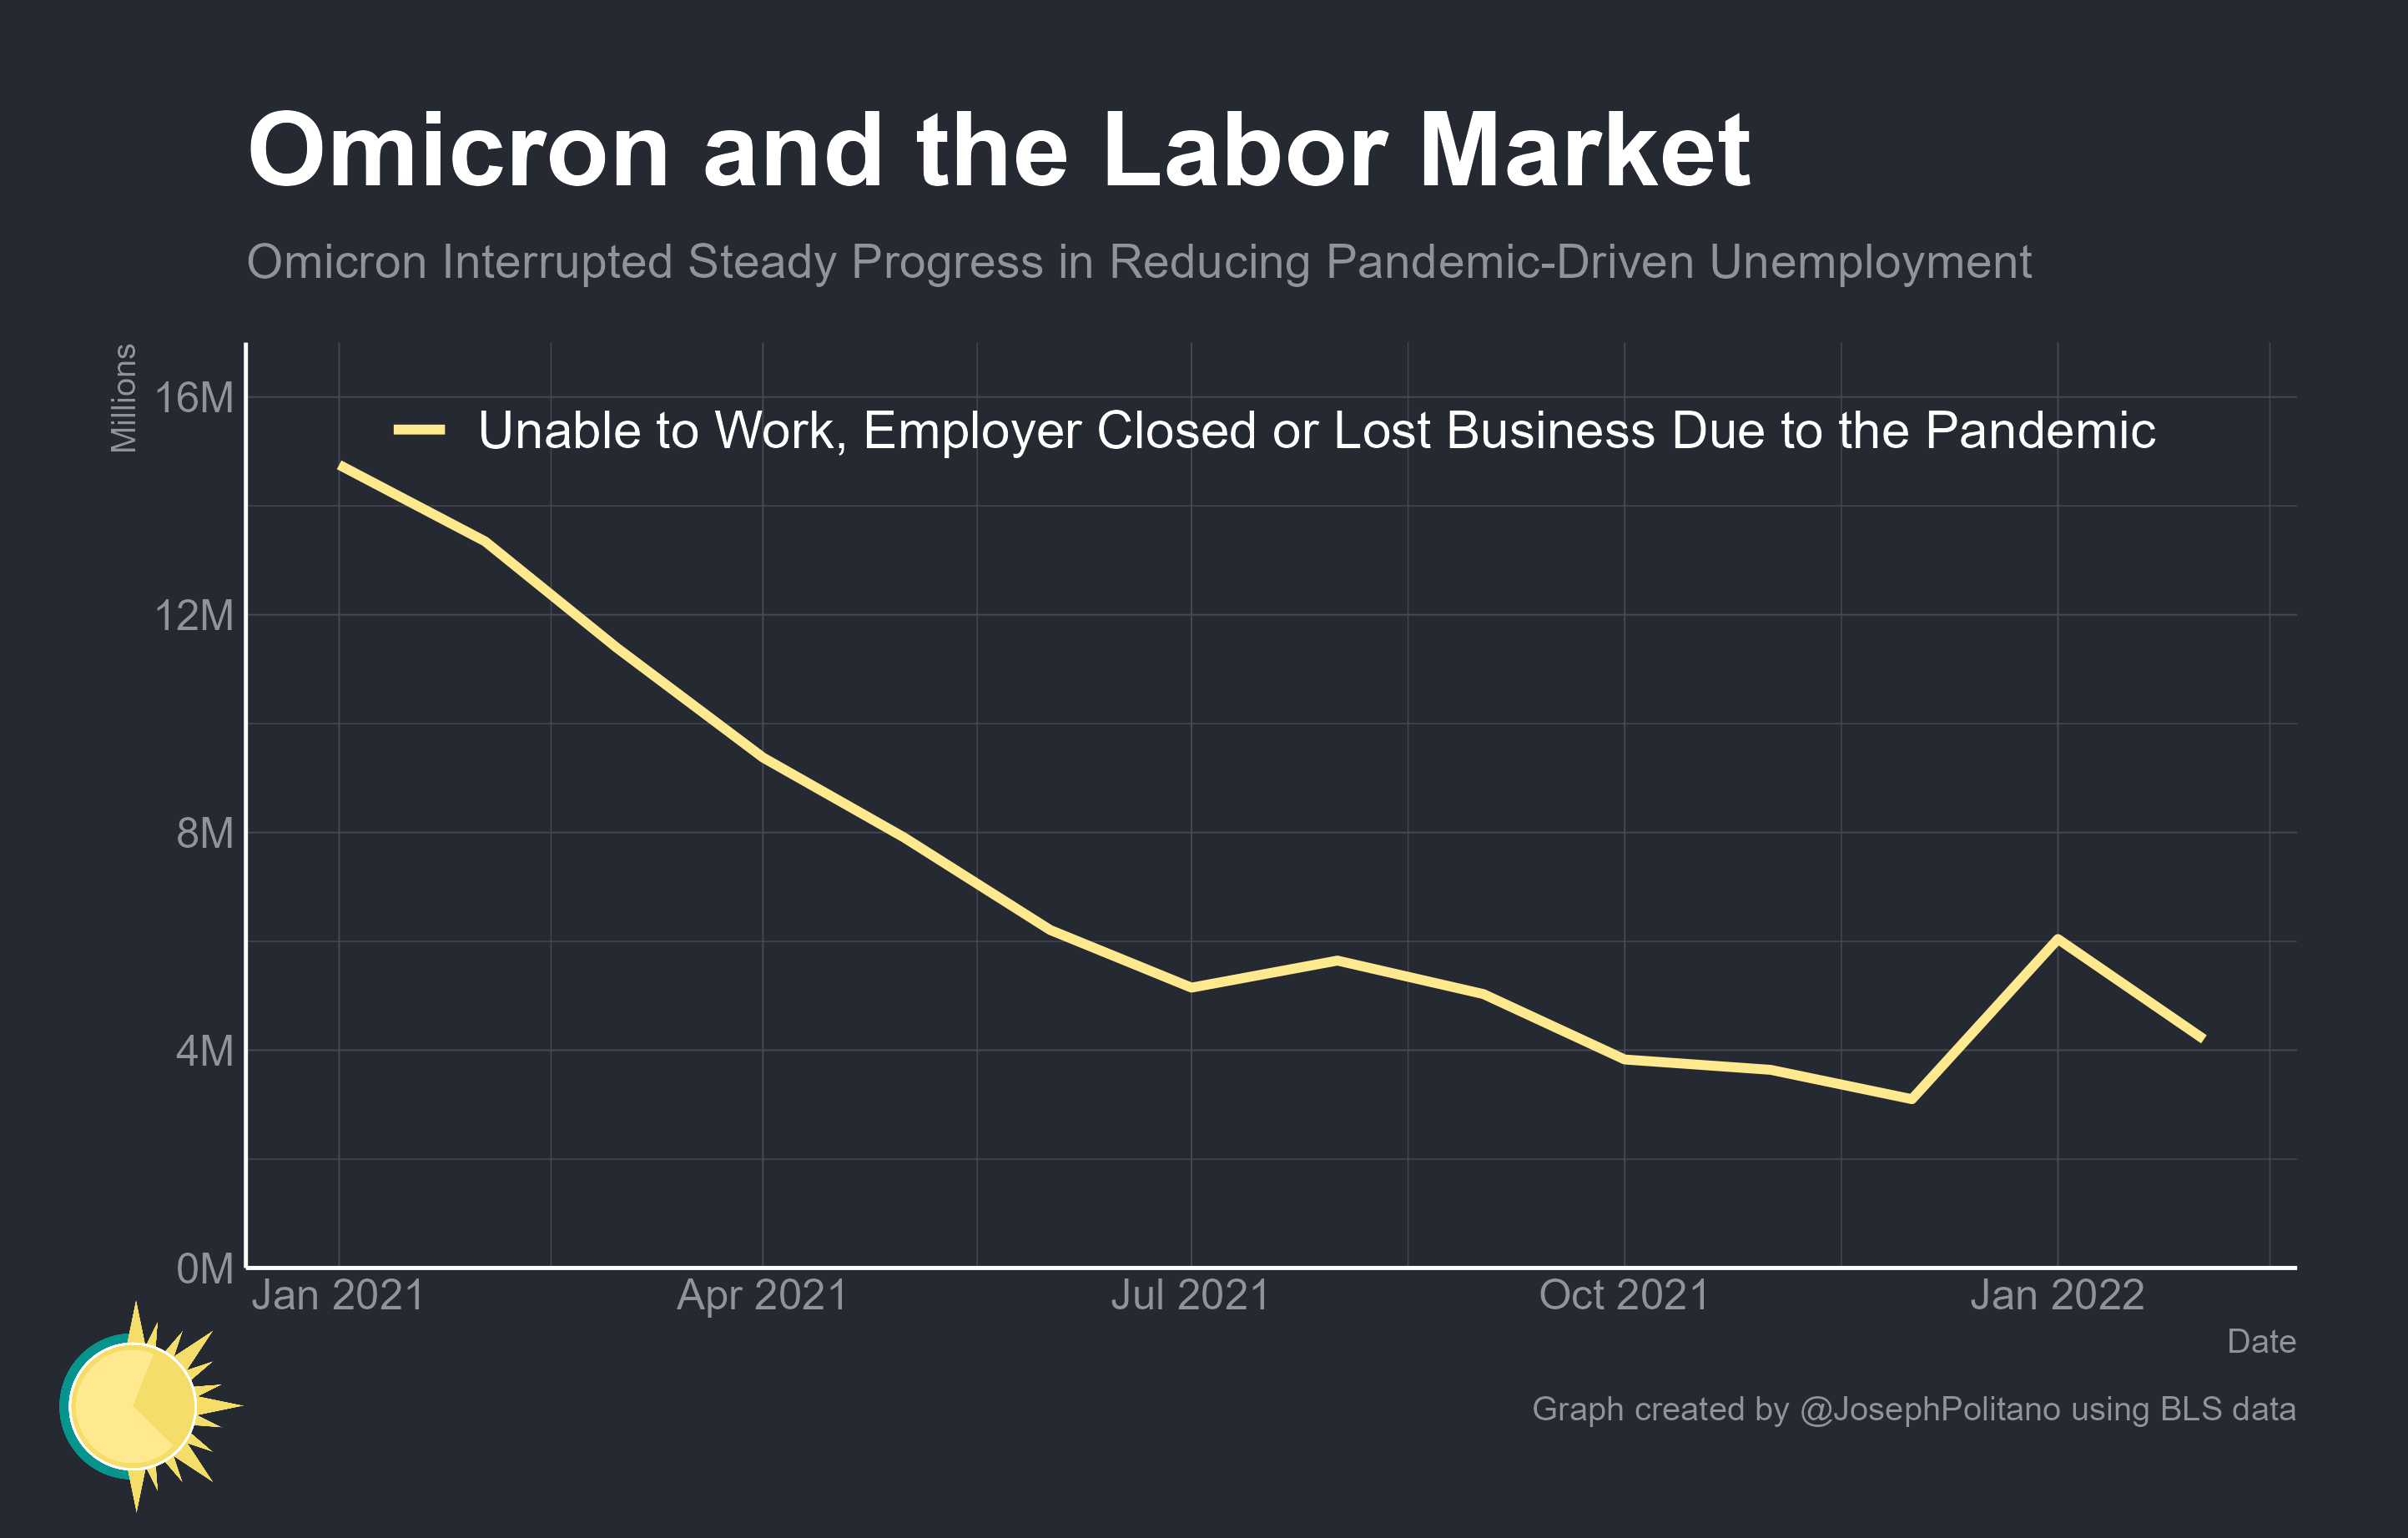 Omicron and the Labor Market
Omicron Interrupted Steady Progress in Reducing Pandemic-Driven Unemployment
Millions
16M
12M
8M
4M
0M
Unable to Work, Employer Closed or Lost Business Due to the Pandemic
Jan 2021
Apr 2021
Jul 2021
Oct 2021
Jan 2022
Date
Graph created by @JosephPolitano using BLS data